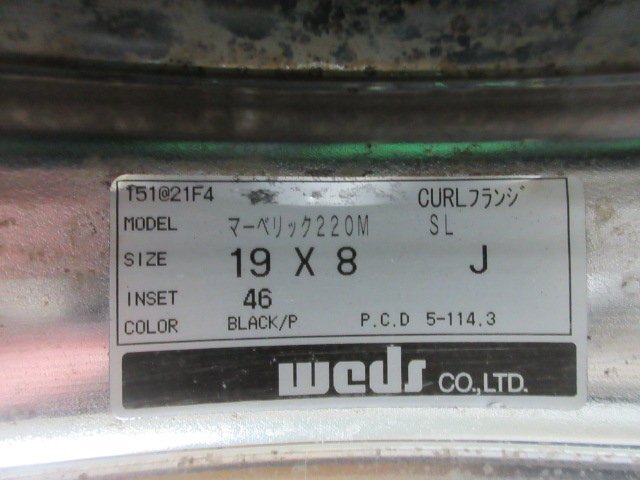 151@21F4 CURLフランジ
MODEL マーベリック220M SL
SIZE 19 X 8 J
INSET 46
COLOR BLACK/P P.C.D 5-114.3
weds CO.,LTD.